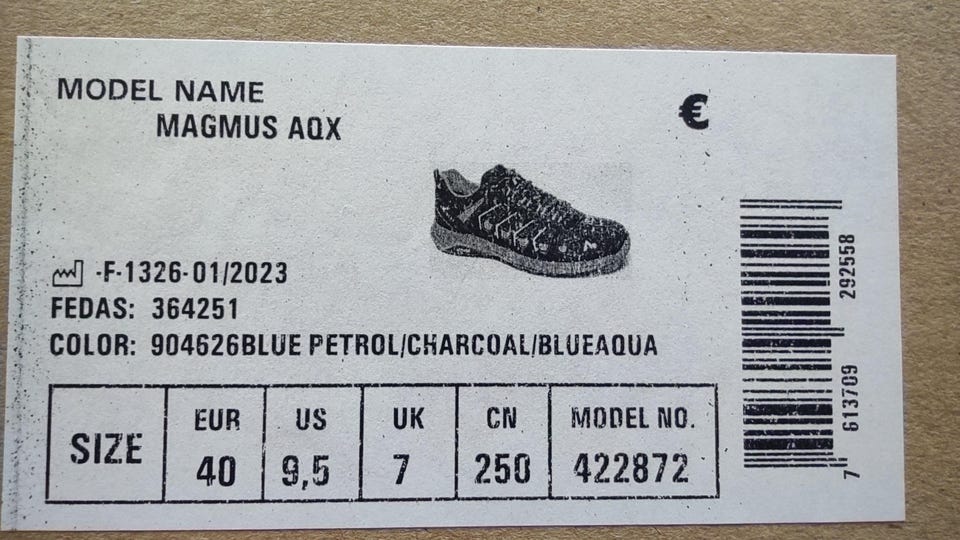 MODEL NAME
MAGMUS AQX
€
-F-1326-01/2023
FEDAS: 364251
COLOR: 904626BLUE PETROL/CHARCOAL/BLUEAQUA
SIZE
EUR US UK CN MODEL NO.
40 9,5 7 250 422872
7 613709 292558